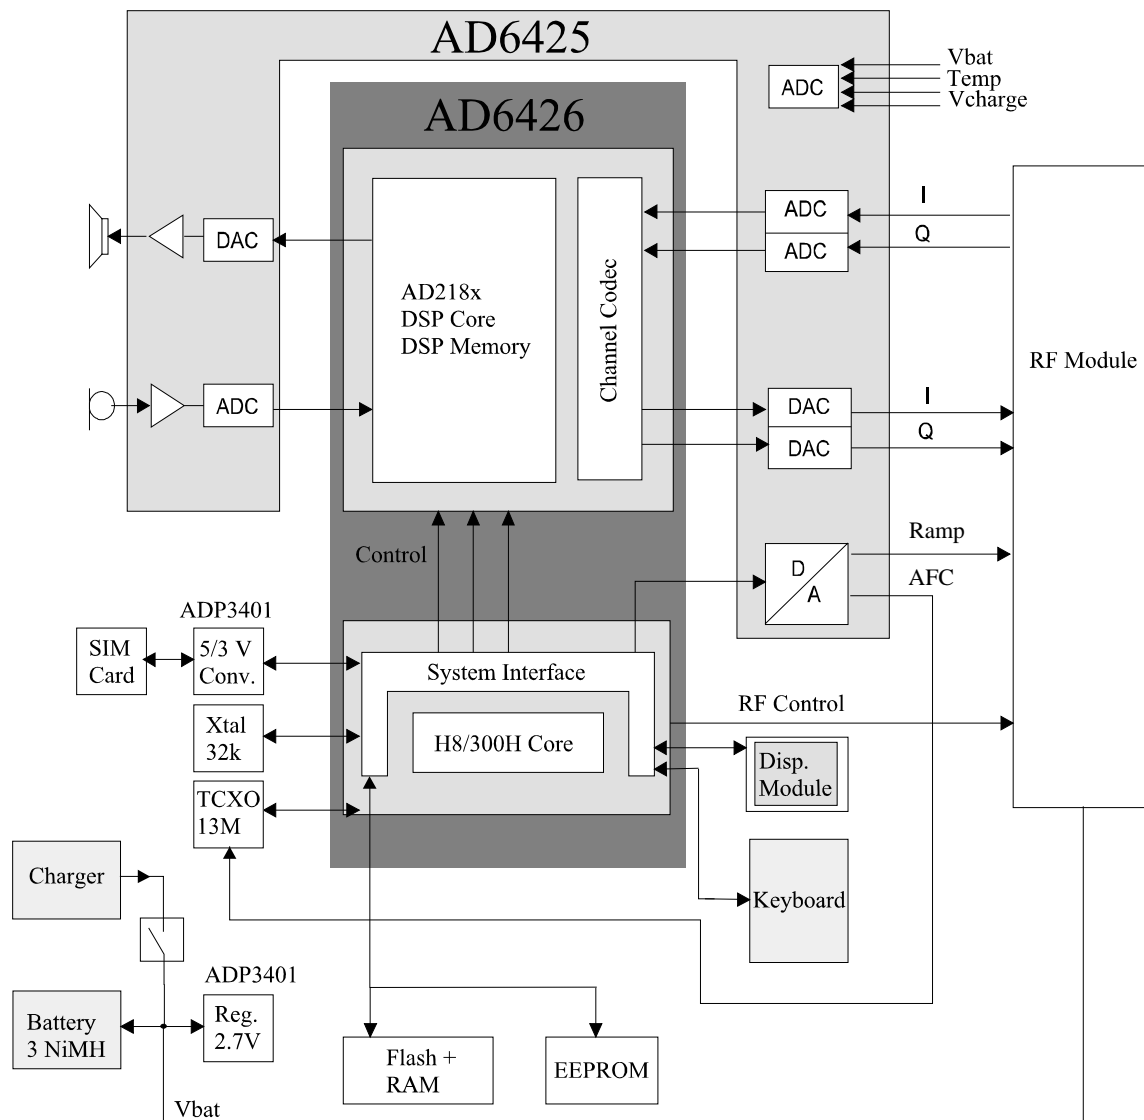 AD6425
Vbat
Temp
Vcharge
ADC
AD6426
ADC
ADC
I
Q
DAC
AD218x
DSP Core
DSP Memory
Channel Codec
RF Module
ADC
DAC
DAC
I
Q
Control
D
A
Ramp
AFC
ADP3401
SIM
Card
5/3 V
Conv.
System Interface
Xtal
32k
H8/300H Core
RF Control
Disp.
Module
TCXO
13M
Charger
Keyboard
ADP3401
Battery
3 NiMH
Reg.
2.7V
Flash +
RAM
EEPROM
Vbat